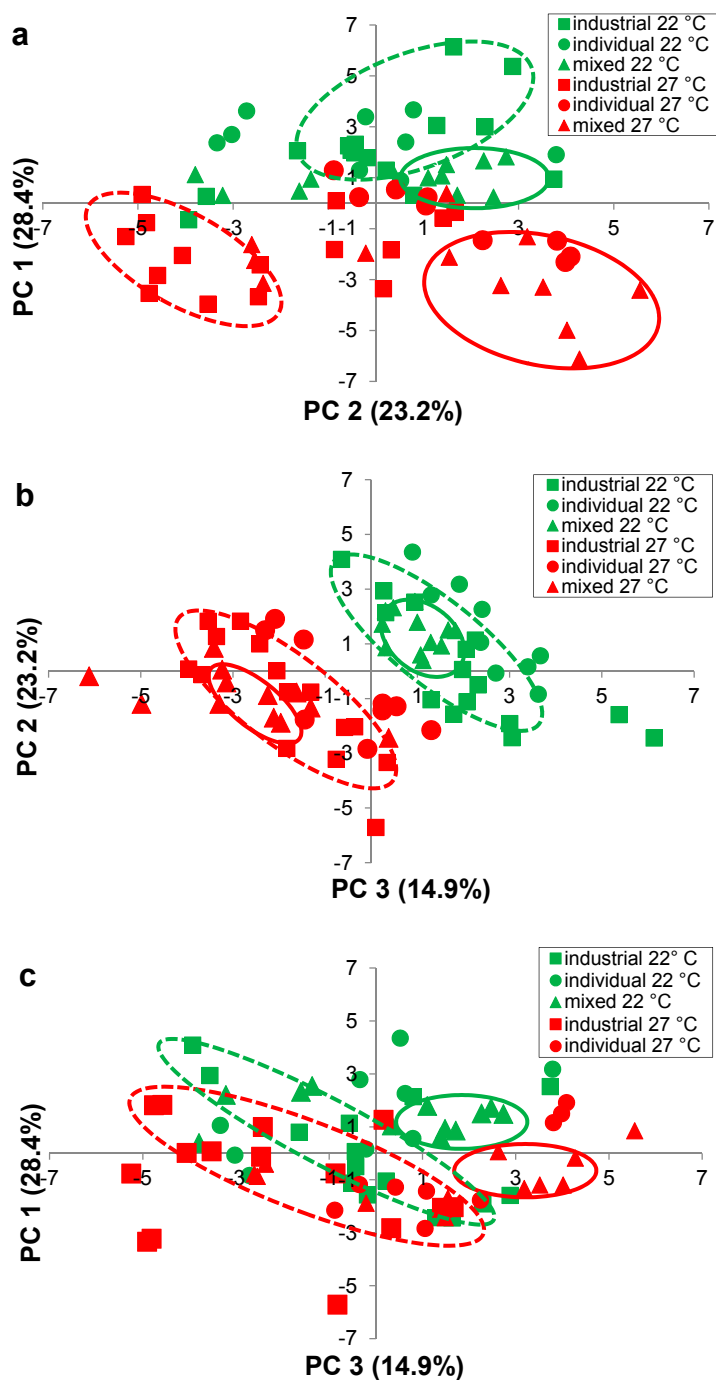 a
industrial 22 °C
individual 22 °C
mixed 22 °C
industrial 27 °C
individual 27 °C
mixed 27 °C
7
5
3
1
-7 -5 -3 -1 1 3 5 7
-1
-3
-5
-7
PC 1 (28.4%)
PC 2 (23.2%)
b
industrial 22 °C
individual 22 °C
mixed 22 °C
industrial 27 °C
individual 27 °C
mixed 27 °C
7
5
3
1
-7 -5 -3 -1 1 3 5 7
-1
-3
-5
-7
PC 2 (23.2%)
PC 3 (14.9%)
c
industrial 22° C
individual 22 °C
mixed 22 °C
industrial 27 °C
individual 27 °C
7
5
3
1
-7 -5 -3 -1 1 3 5 7
-1
-3
-5
-7
PC 1 (28.4%)
PC 3 (14.9%)